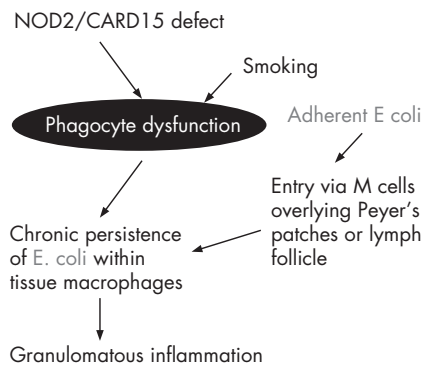 NOD2/CARD15 defect
Smoking
Phagocyte dysfunction
Adherent E coli
Entry via M cells
overlying Peyer's
patches or lymph
follicle
Chronic persistence
of E. coli within
tissue macrophages
Granulomatous inflammation